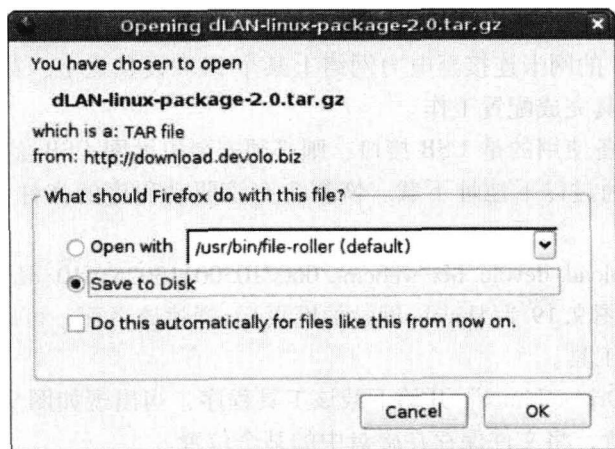 Opening dLAN-linux-package-2.0.tar.gz
You have chosen to open
dLAN-linux-package-2.0.tar.gz
which is a: TAR file
from: http://download.devolo.biz
What should Firefox do with this file?
Open with /usr/bin/file-roller (default)
Save to Disk
Do this automatically for files like this from now on.
Cancel OK